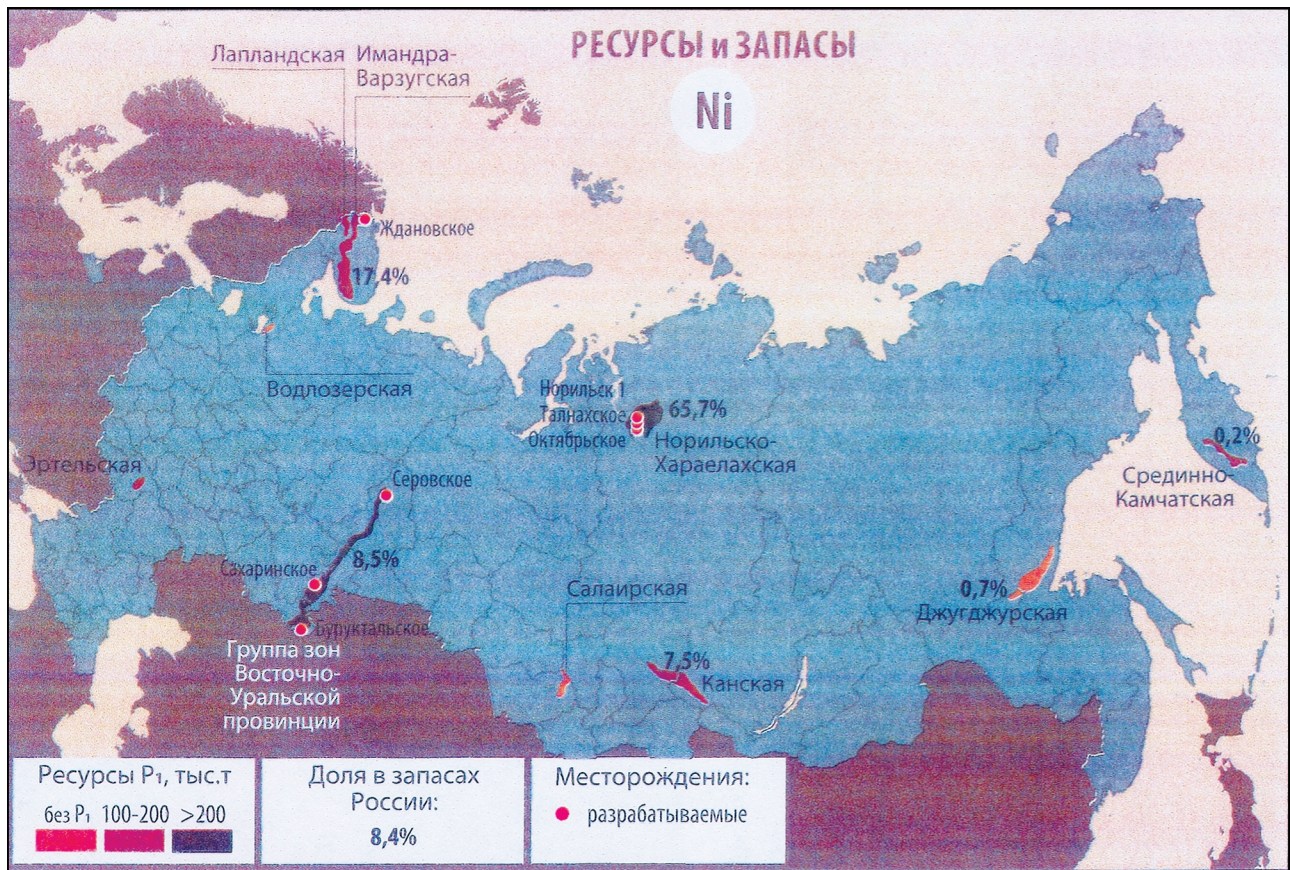 РЕСУРСЫ и ЗАПАСЫ
Ni
Лапландская
Имандра-
Варзугская
Ждановское
17,4%
Водлозерская
Норильск 1
Талнахское
Октябрьское
65,7%
Норильско-
Хараелахская
Эртельская
Серовское
8,5%
Сахаринское
Буруктальское
Группа зон
Восточно-
Уральской
провинции
Салаирская
7,5%
Канская
0,7%
Джугджурская
0,2%
Срединно-
Камчатская
Ресурсы P₁, тыс.т
без P₁ 100-200 >200
Доля в запасах
России:
8,4%
Месторождения:
разрабатываемые